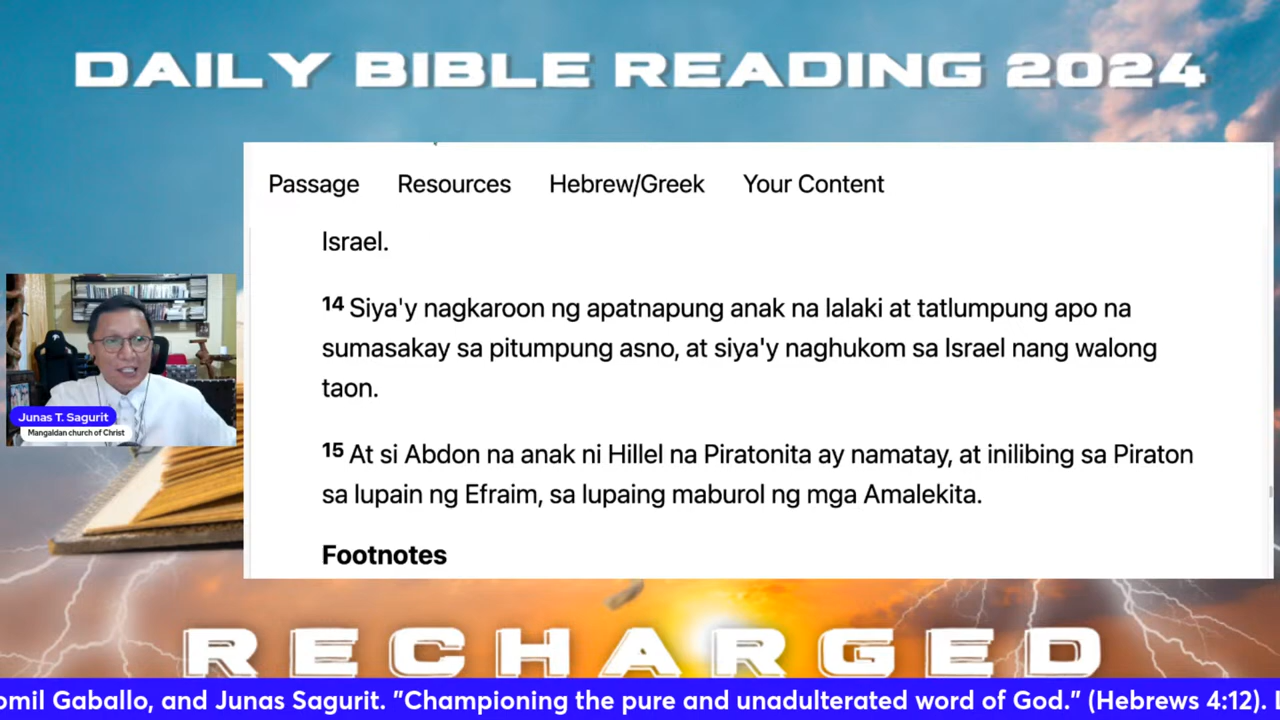 DAILY BIBLE READING 2024
Passage Resources Hebrew/Greek Your Content
Israel.
14 Siya'y nagkaroon ng apatnapung anak na lalaki at tatlumpung apo na
sumasakay sa pitumpung asno, at siya'y naghukom sa Israel nang walong
taon.
15 At si Abdon na anak ni Hillel na Piratonita ay namatay, at inilibing sa Piraton
sa lupain ng Efraim, sa lupaing maburol ng mga Amalekita.
Footnotes
Junas T. Sagurit
Mangaldan church of Christ
RECHARGED
omil Gaballo, and Junas Sagurit. "Championing the pure and unadulterated word of God." (Hebrews 4:12).